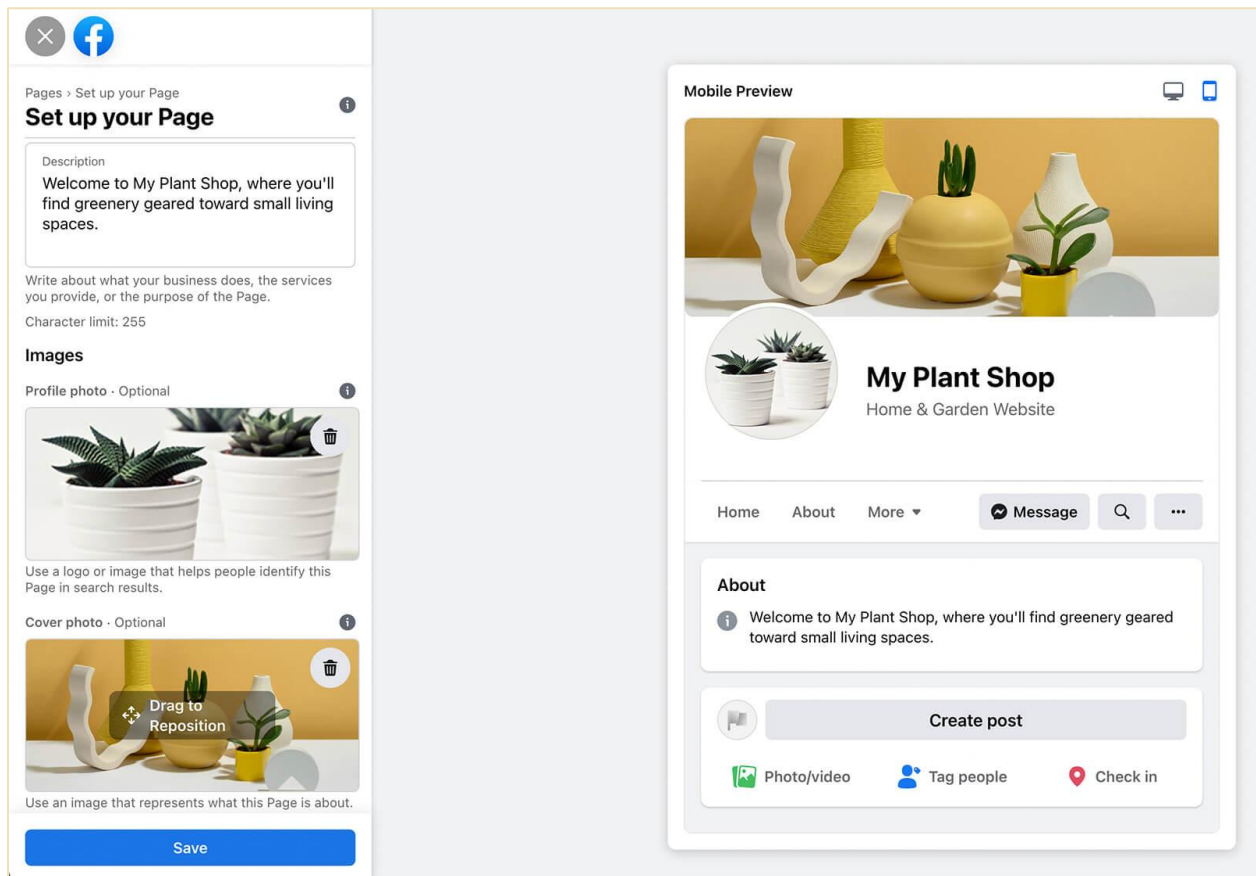 Pages › Set up your Page
Set up your Page
Description
Welcome to My Plant Shop, where you'll
find greenery geared toward small living
spaces.
Write about what your business does, the services
you provide, or the purpose of the Page.
Character limit: 255
Images
Profile photo · Optional
Use a logo or image that helps people identify this
Page in search results.
Cover photo · Optional
Drag to
Reposition
Use an image that represents what this Page is about.
Save
Mobile Preview
My Plant Shop
Home & Garden Website
Home About More Message
About
Welcome to My Plant Shop, where you'll find greenery geared
toward small living spaces.
Create post
Photo/video Tag people Check in